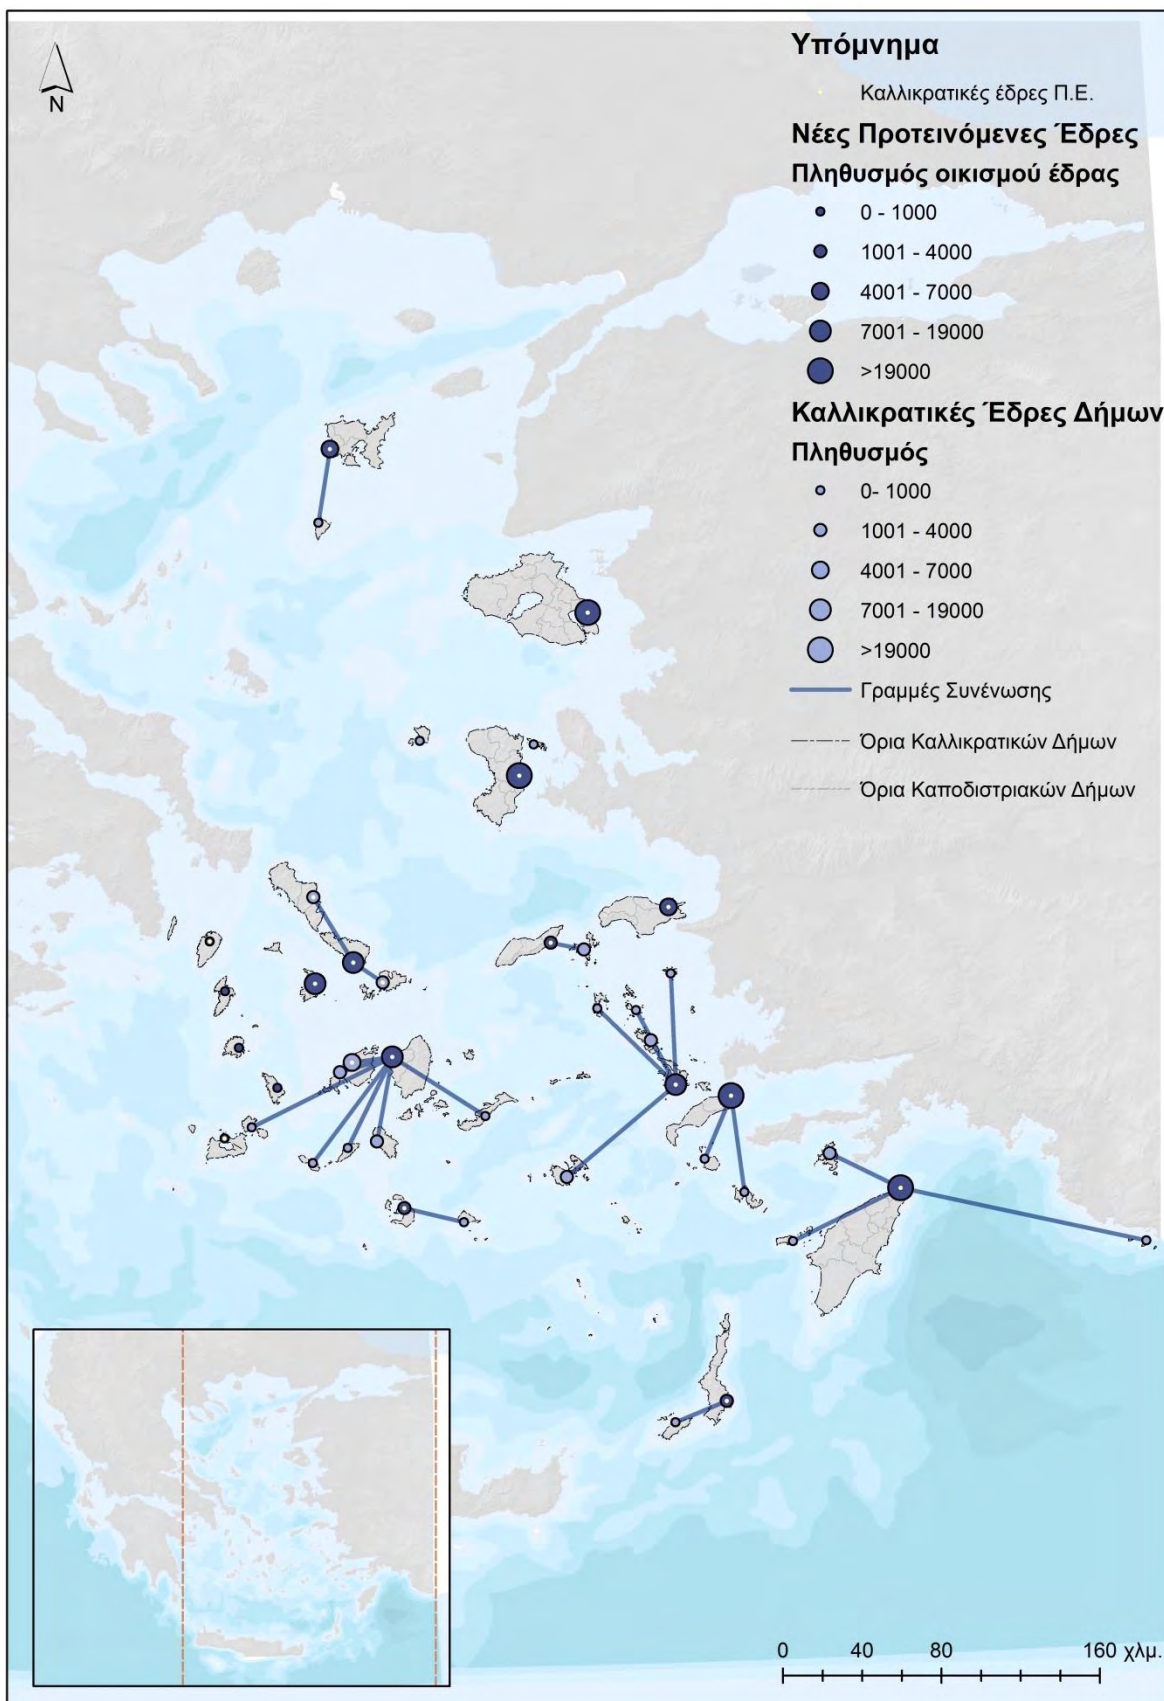 Υπόμνημα
Καλλικρατικές έδρες Π.Ε.
Νέες Προτεινόμενες Έδρες
Πληθυσμός οικισμού έδρας
0 - 1000
1001 - 4000
4001 - 7000
7001 - 19000
>19000
Καλλικρατικές Έδρες Δήμων
Πληθυσμός
0- 1000
1001 - 4000
4001 - 7000
7001 - 19000
>19000
Γραμμές Συνένωσης
Όρια Καλλικρατικών Δήμων
Όρια Καποδιστριακών Δήμων
N
0 40 80 160 χλμ.